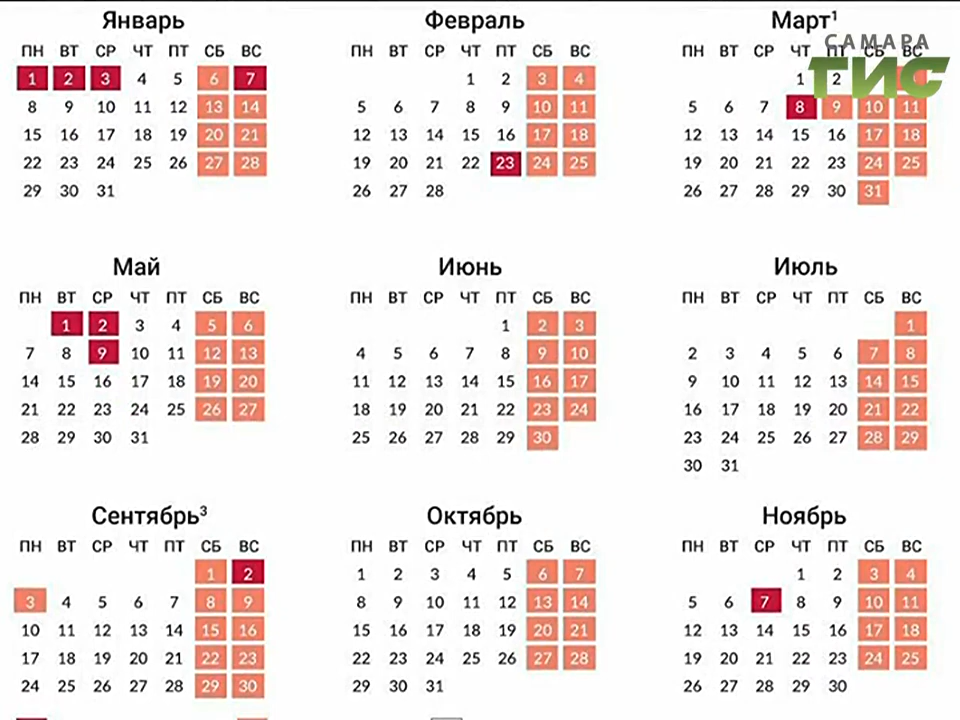 Январь Февраль Март¹
САМАРА
ТИС
ПН ВТ СР ЧТ ПТ СБ ВС ПН ВТ СР ЧТ ПТ СБ ВС ПН ВТ СР ЧТ ПТ СБ ВС
1 2 3 4 5 6 7 1 2 3 4 1 2
8 9 10 11 12 13 14 5 6 7 8 9 10 11 5 6 7 8 9 10 11
15 16 17 18 19 20 21 12 13 14 15 16 17 18 12 13 14 15 16 17 18
22 23 24 25 26 27 28 19 20 21 22 23 24 25 19 20 21 22 23 24 25
29 30 31 26 27 28 26 27 28 29 30 31
Май Июнь Июль
ПН ВТ СР ЧТ ПТ СБ ВС ПН ВТ СР ЧТ ПТ СБ ВС ПН ВТ СР ЧТ ПТ СБ ВС
1 2 3 4 5 6 1 2 3 1
7 8 9 10 11 12 13 4 5 6 7 8 9 10 2 3 4 5 6 7 8
14 15 16 17 18 19 20 11 12 13 14 15 16 17 9 10 11 12 13 14 15
21 22 23 24 25 26 27 18 19 20 21 22 23 24 16 17 18 19 20 21 22
28 29 30 31 25 26 27 28 29 30 23 24 25 26 27 28 29
30 31
Сентябрь³ Октябрь Ноябрь
ПН ВТ СР ЧТ ПТ СБ ВС ПН ВТ СР ЧТ ПТ СБ ВС ПН ВТ СР ЧТ ПТ СБ ВС
1 2 1 2 3 4 5 6 7 1 2 3 4
3 4 5 6 7 8 9 8 9 10 11 12 13 14 5 6 7 8 9 10 11
10 11 12 13 14 15 16 15 16 17 18 19 20 21 12 13 14 15 16 17 18
17 18 19 20 21 22 23 22 23 24 25 26 27 28 19 20 21 22 23 24 25
24 25 26 27 28 29 30 29 30 31 26 27 28 29 30